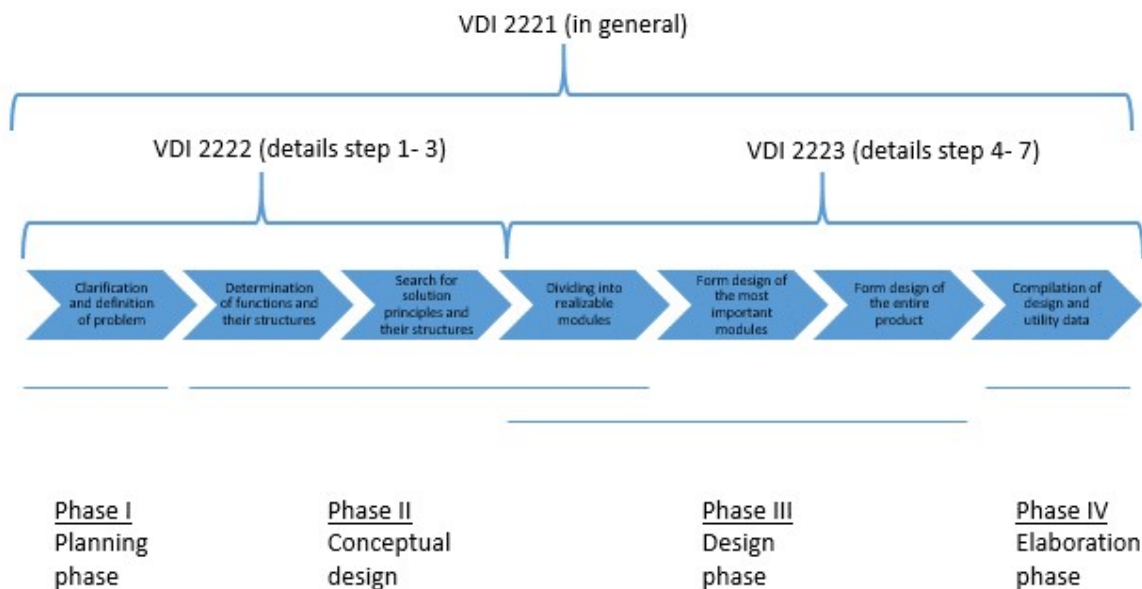 VDI 2221 (in general)
VDI 2222 (details step 1- 3)
VDI 2223 (details step 4- 7)
Clarification
and definition
of problem
Determination
of functions and
their structures
Search for
solution
principles and
their structures
Dividing into
realizable
modules
Form design of
the most
important
modules
Form design of
the entire
product
Compilation of
design and
utility data
Phase I
Planning
phase
Phase II
Conceptual
design
Phase III
Design
phase
Phase IV
Elaboration
phase